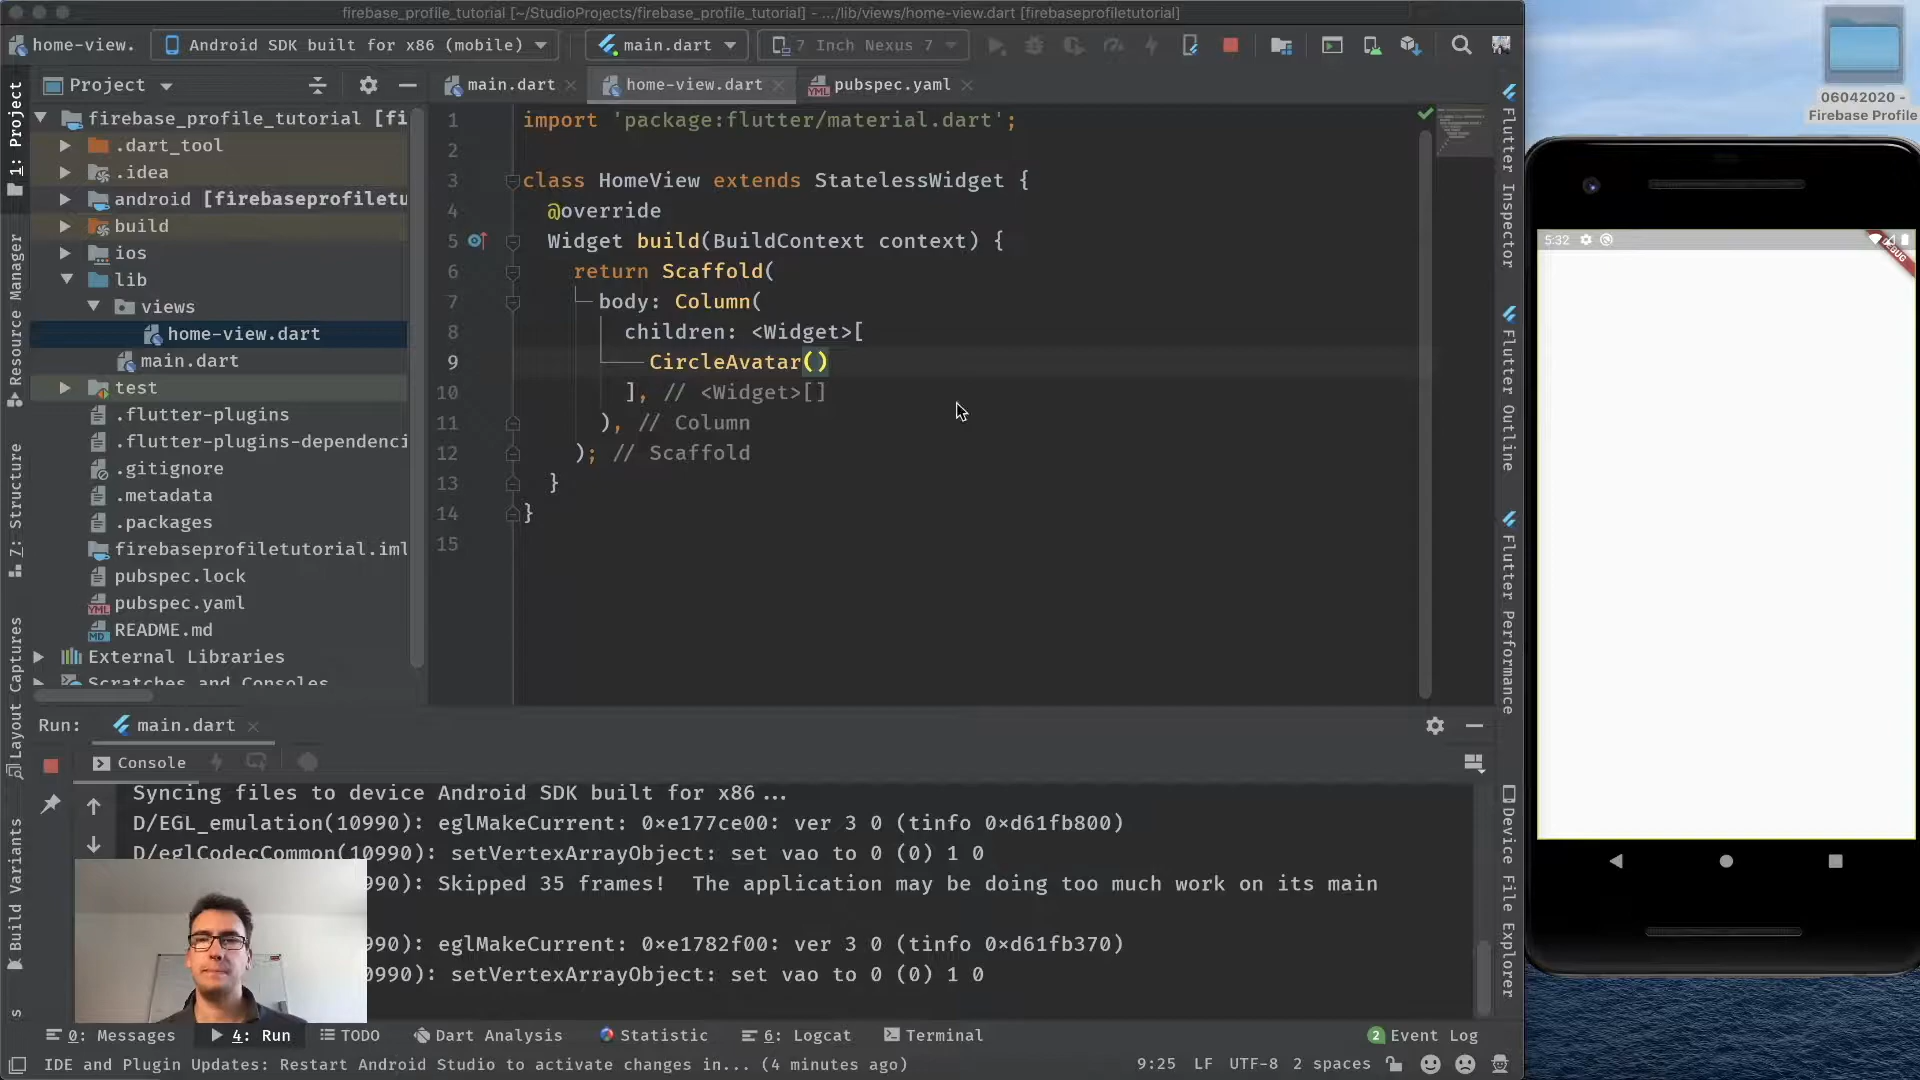 firebase_profile_tutorial [~/StudioProjects/firebase_profile_tutorial] - .../lib/views/home-view.dart [firebaseprofiletutorial]
home-view. Android SDK built for x86 (mobile) main.dart 7 Inch Nexus 7
Project
main.dart home-view.dart pubspec.yaml
firebase_profile_tutorial [fi
.dart_tool
.idea
android [firebaseprofiletu
build
ios
lib
views
home-view.dart
main.dart
test
.flutter-plugins
.flutter-plugins-dependenci
.gitignore
.metadata
.packages
firebaseprofiletutorial.iml
pubspec.lock
pubspec.yaml
README.md
External Libraries
Scratches and Consoles
1: Project
Resource Manager
7: Structure
Layout Captures
Build Variants
s
1 import 'package:flutter/material.dart';
2
3 class HomeView extends StatelessWidget {
4 @override
5 Widget build(BuildContext context) {
6 return Scaffold(
7 body: Column(
8 children: <Widget>[
9 CircleAvatar()
10 ], // <Widget>[]
11 ), // Column
12 ); // Scaffold
13 }
14 }
15
Flutter Inspector
Flutter Outline
Flutter Performance
Device File Explorer
06042020 -
Firebase Profile
5:32
DEBUG
Run: main.dart
Console
Syncing files to device Android SDK built for x86...
D/EGL_emulation(10990): eglMakeCurrent: 0xe177ce00: ver 3 0 (tinfo 0xd61fb800)
D/eglCodecCommon(10990): setVertexArrayObject: set vao to 0 (0) 1 0
990): Skipped 35 frames! The application may be doing too much work on its main
990): eglMakeCurrent: 0xe1782f00: ver 3 0 (tinfo 0xd61fb370)
990): setVertexArrayObject: set vao to 0 (0) 1 0
0: Messages 4: Run TODO Dart Analysis Statistic 6: Logcat Terminal 2 Event Log
IDE and Plugin Updates: Restart Android Studio to activate changes in... (4 minutes ago) 9:25 LF UTF-8 2 spaces